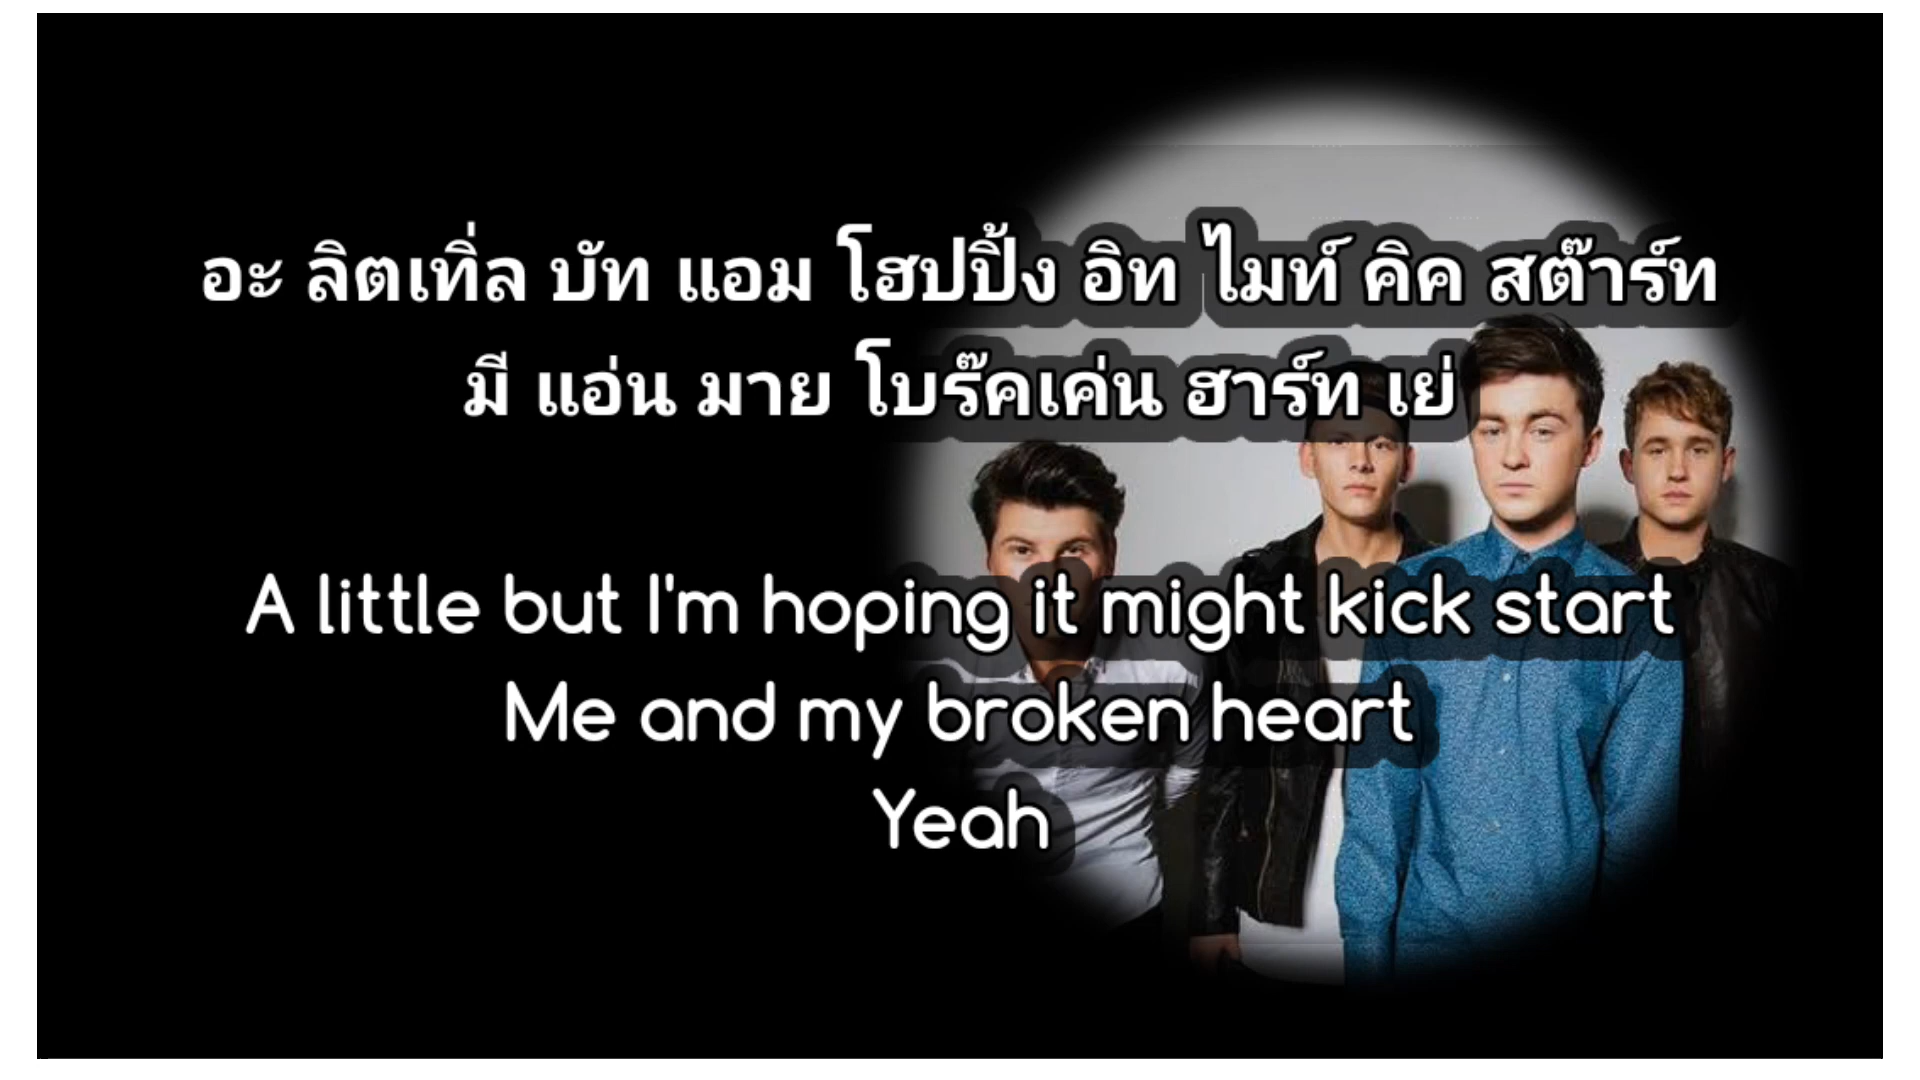 อะ ลิตเทิ่ล บัท แอม โฮปปิ้ง อิท ไมท์ คิค สต๊าร์ท
มี แอ่น มาย โบร๊คเค่น ฮาร์ท เย่
A little but I'm hoping it might kick start
Me and my broken heart
Yeah